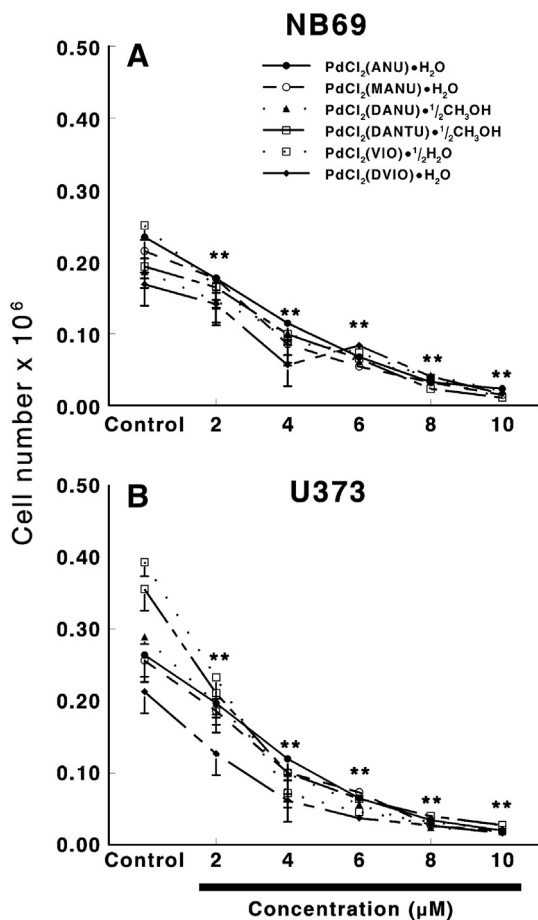 NB69
A
PdCl2(ANU)•H2O
PdCl2(MANU)•H2O
PdCl2(DANU)•1/2CH3OH
PdCl2(DANTU)•1/2CH3OH
PdCl2(VIO)•1/2H2O
PdCl2(DVIO)•H2O
0.50
0.40
0.30
0.20
0.10
0.00
** ** ** ** **
Control 2 4 6 8 10
Cell number x 10^6
B
U373
0.50
0.40
0.30
0.20
0.10
0.00
** ** ** ** **
Control 2 4 6 8 10
Concentration (µM)